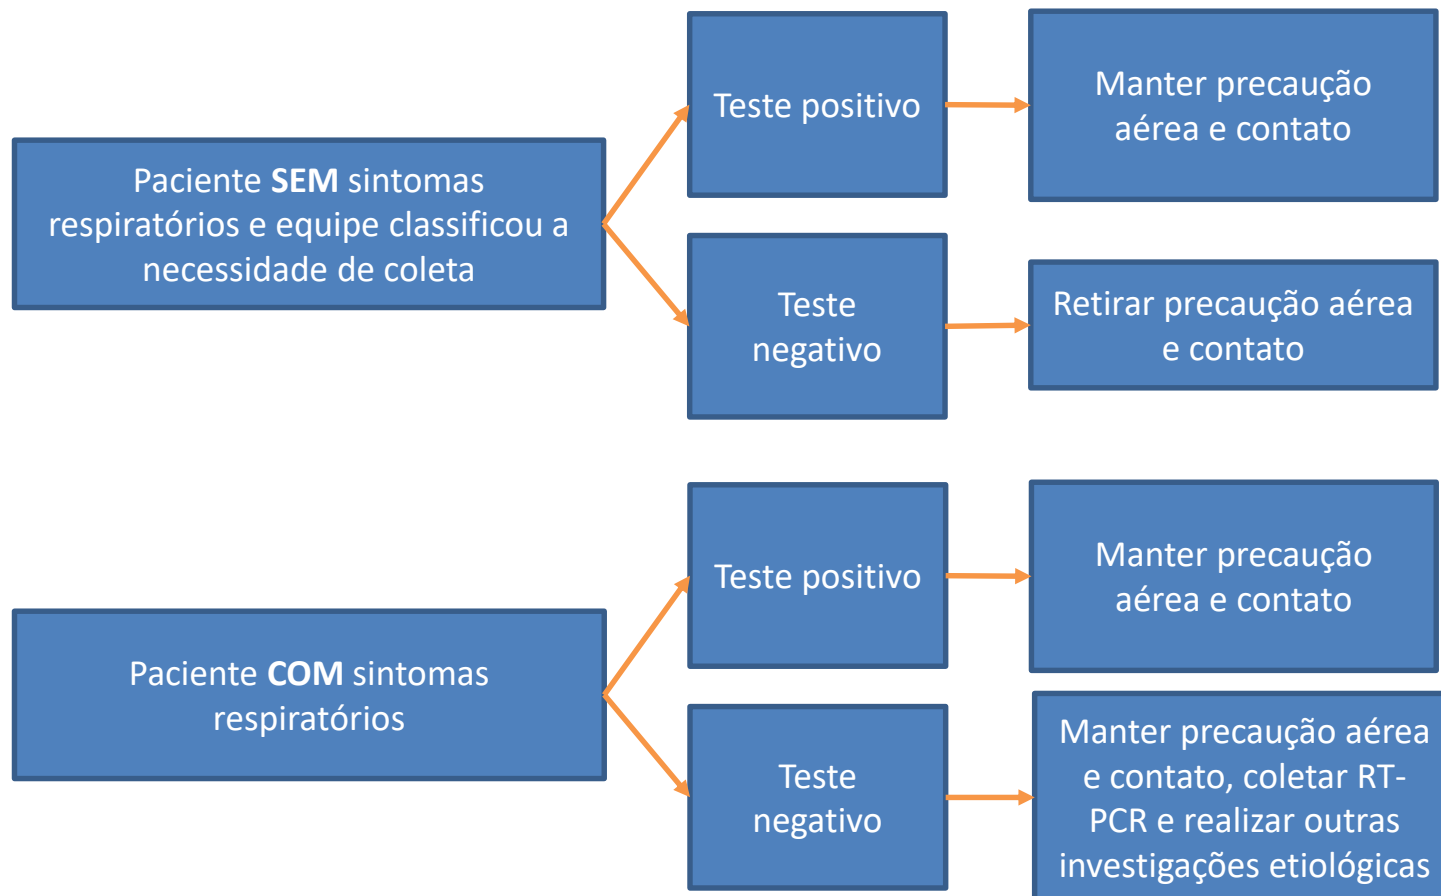 Paciente SEM sintomas
respiratórios e equipe classificou a
necessidade de coleta
Teste positivo
Manter precaução
aérea e contato
Teste
negativo
Retirar precaução aérea
e contato
Paciente COM sintomas
respiratórios
Teste positivo
Manter precaução
aérea e contato
Teste
negativo
Manter precaução aérea
e contato, coletar RT-
PCR e realizar outras
investigações etiológicas